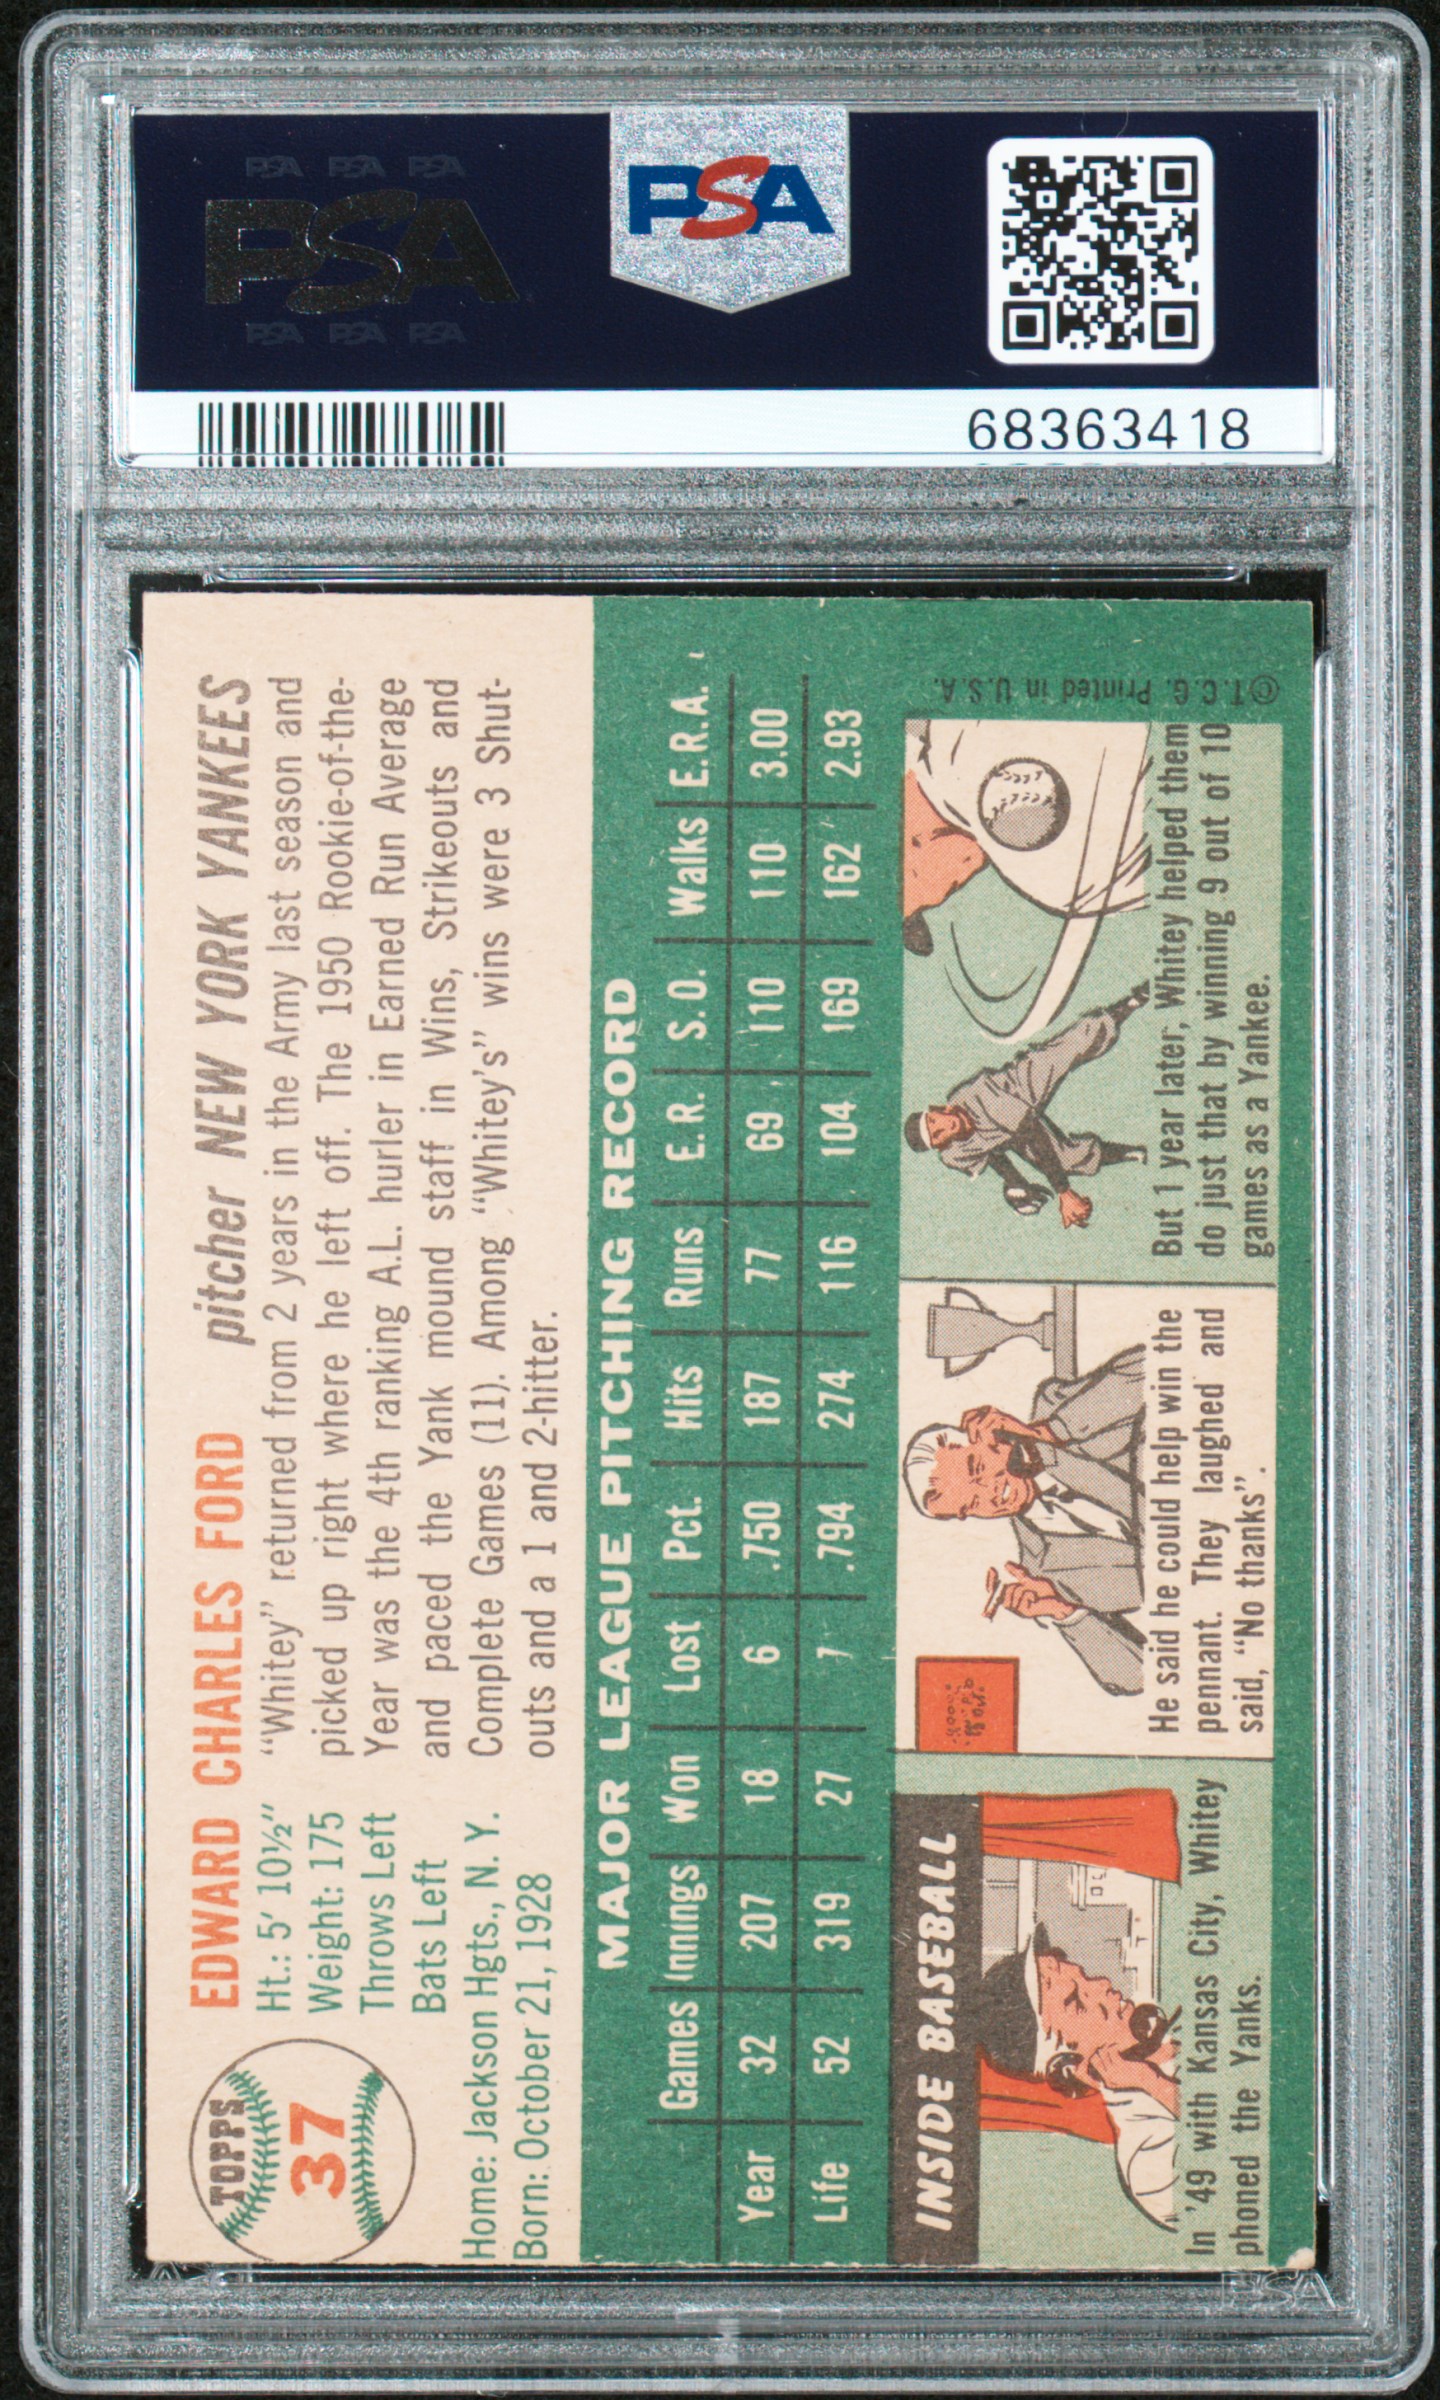 PSA PSA PSA
PSA
PSA PSA PSA
PSA
68363418
TOPPS
37
EDWARD CHARLES FORD pitcher NEW YORK YANKEES
Ht.: 5' 10½"
Weight: 175
Throws Left
Bats Left
Home: Jackson Hgts., N. Y.
Born: October 21, 1928
"Whitey" returned from 2 years in the Army last season and
picked up right where he left off. The 1950 Rookie-of-the-
Year was the 4th ranking A.L. hurler in Earned Run Average
and paced the Yank mound staff in Wins, Strikeouts and
Complete Games (11). Among "Whitey's" wins were 3 Shut-
outs and a 1 and 2-hitter.
MAJOR LEAGUE PITCHING RECORD
Games Innings Won Lost Pct. Hits Runs E. R. S. O. Walks E.R.A.
Year 32 207 18 6 .750 187 77 69 110 110 3.00
Life 52 319 27 7 .794 274 116 104 169 162 2.93
INSIDE BASEBALL
In '49 with Kansas City, Whitey
phoned the Yanks.
He said he could help win the
pennant. They laughed and
said, "No thanks".
But 1 year later, Whitey helped them
do just that by winning 9 out of 10
games as a Yankee.
© T.C.G. Printed in U.S.A.
PSA